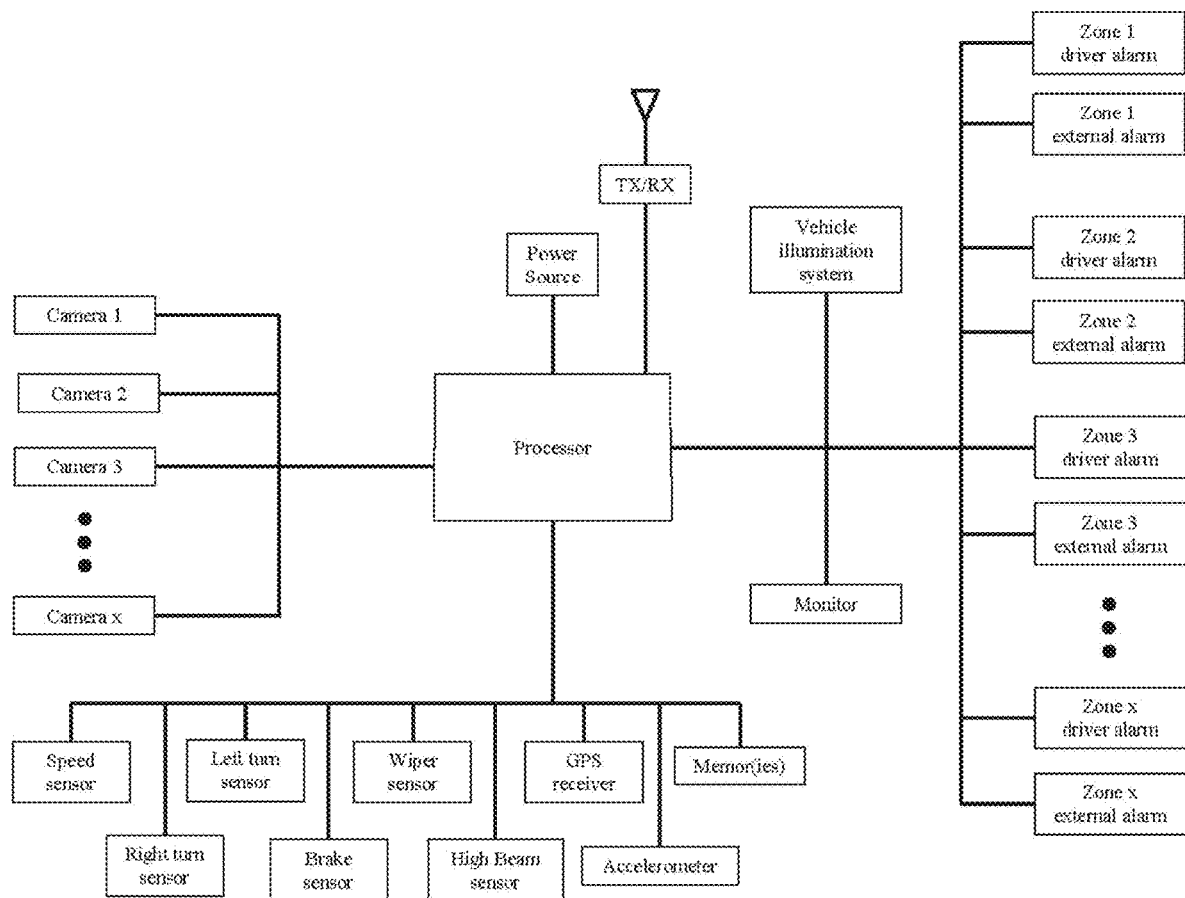 Zone 1
driver alarm
Zone 1
external alarm
TX/RX
Power
Source
Vehicle
illumination
system
Zone 2
driver alarm
Zone 2
external alarm
Camera 1
Camera 2
Camera 3
Camera x
Processor
Zone 3
driver alarm
Zone 3
external alarm
Monitor
Zone x
driver alarm
Zone x
external alarm
Speed
sensor
Left turn
sensor
Wiper
sensor
GPS
receiver
Memor(ies)
Right turn
sensor
Brake
sensor
High Beam
sensor
Accelerometer